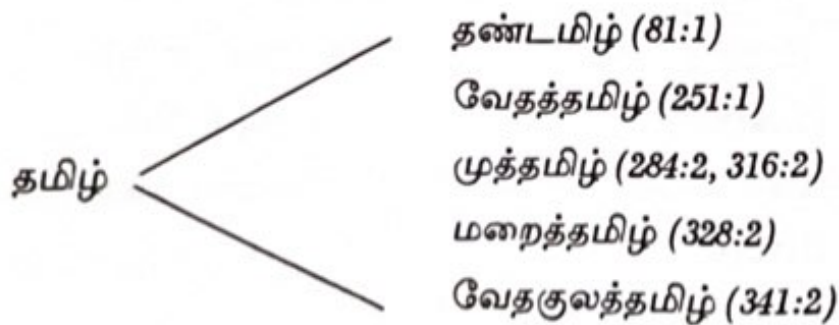 தண்டமிழ் (81:1)
வேதத்தமிழ் (251:1)
தமிழ்
முத்தமிழ் (284:2, 316:2)
மறைத்தமிழ் (328:2)
வேதகுலத்தமிழ் (341:2)